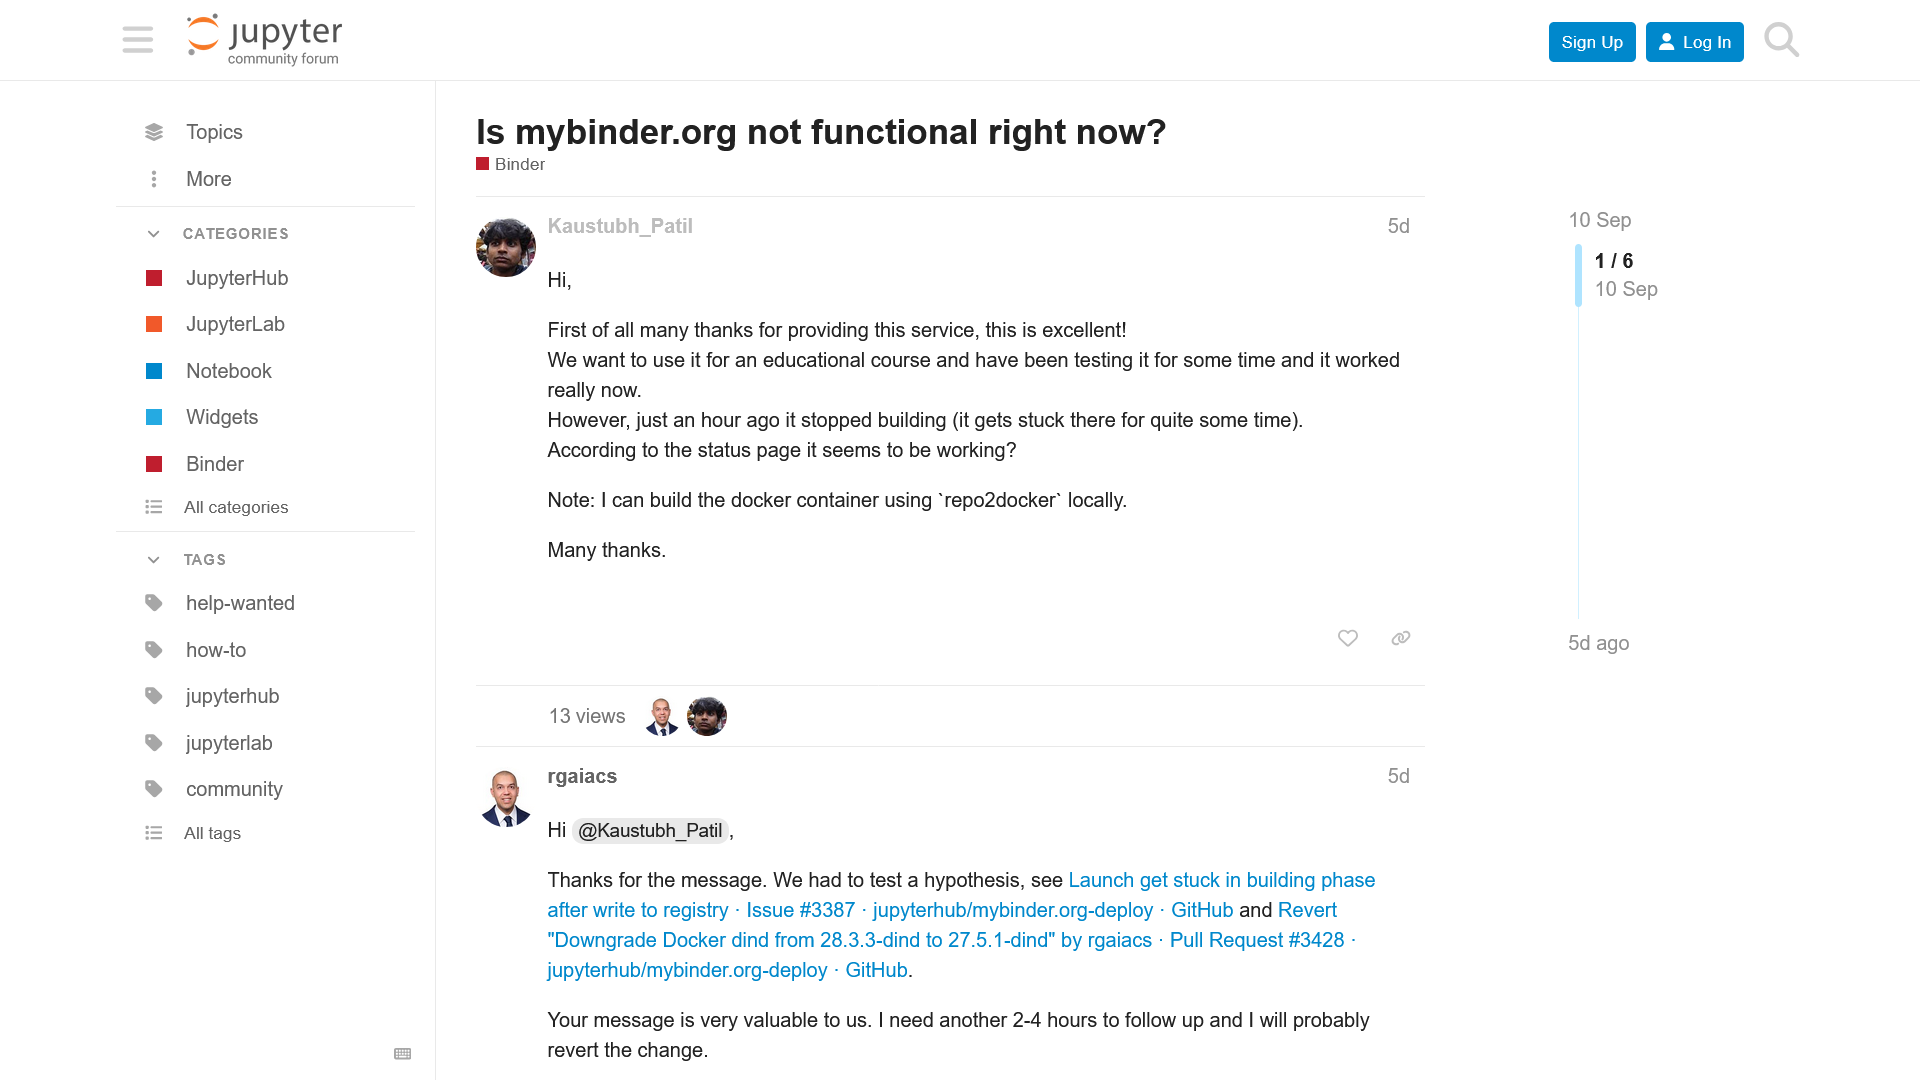 jupyter
community forum
Sign Up
Log In
Topics
More
CATEGORIES
JupyterHub
JupyterLab
Notebook
Widgets
Binder
All categories
TAGS
help-wanted
how-to
jupyterhub
jupyterlab
community
All tags
Is mybinder.org not functional right now?
Binder
Kaustubh_Patil 5d
Hi,
First of all many thanks for providing this service, this is excellent!
We want to use it for an educational course and have been testing it for some time and it worked
really now.
However, just an hour ago it stopped building (it gets stuck there for quite some time).
According to the status page it seems to be working?
Note: I can build the docker container using `repo2docker` locally.
Many thanks.
13 views
rgaiacs 5d
Hi @Kaustubh_Patil,
Thanks for the message. We had to test a hypothesis, see Launch get stuck in building phase
after write to registry · Issue #3387 · jupyterhub/mybinder.org-deploy · GitHub and Revert
"Downgrade Docker dind from 28.3.3-dind to 27.5.1-dind" by rgaiacs · Pull Request #3428 ·
jupyterhub/mybinder.org-deploy · GitHub.
Your message is very valuable to us. I need another 2-4 hours to follow up and I will probably
revert the change.
10 Sep
1 / 6
10 Sep
5d ago